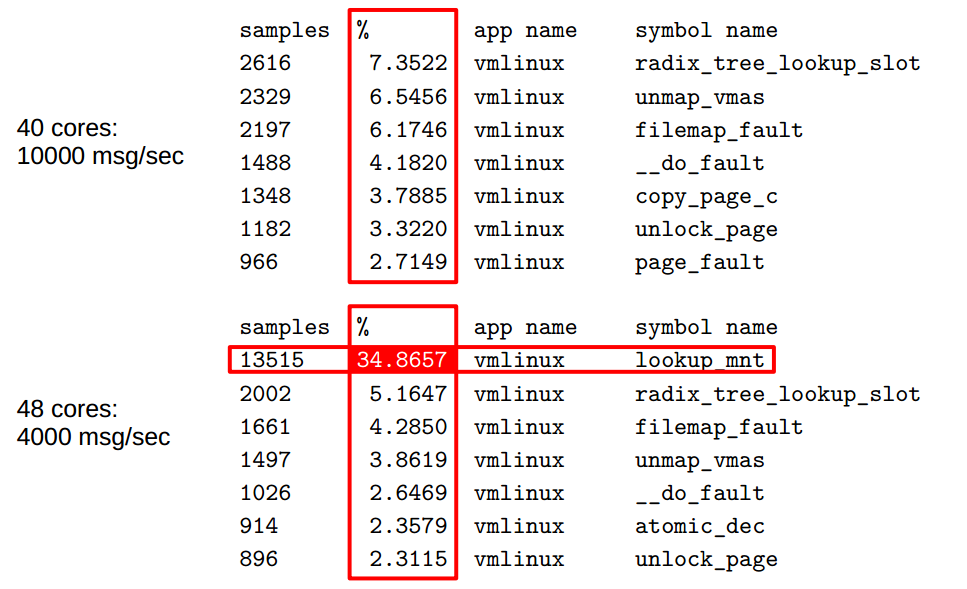 samples % app name symbol name
2616 7.3522 vmlinux radix_tree_lookup_slot
2329 6.5456 vmlinux unmap_vmas
40 cores:
10000 msg/sec
2197 6.1746 vmlinux filemap_fault
1488 4.1820 vmlinux __do_fault
1348 3.7885 vmlinux copy_page_c
1182 3.3220 vmlinux unlock_page
966 2.7149 vmlinux page_fault
samples % app name symbol name
13515 34.8657 vmlinux lookup_mnt
2002 5.1647 vmlinux radix_tree_lookup_slot
48 cores:
4000 msg/sec
1661 4.2850 vmlinux filemap_fault
1497 3.8619 vmlinux unmap_vmas
1026 2.6469 vmlinux __do_fault
914 2.3579 vmlinux atomic_dec
896 2.3115 vmlinux unlock_page